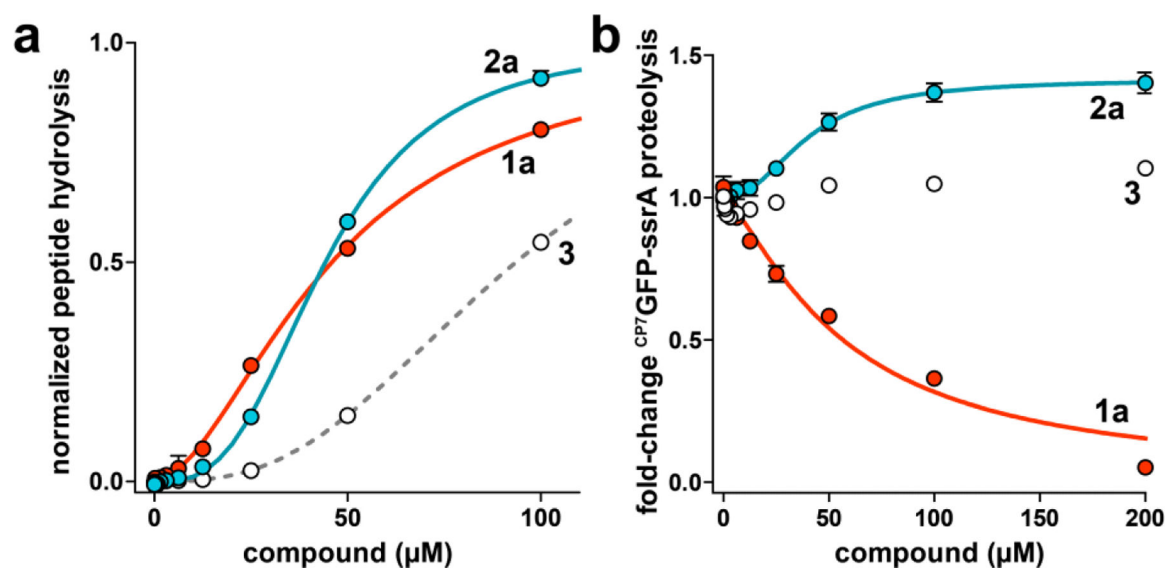 a
normalized peptide hydrolysis
1.0
0.5
0.0
2a
1a
3
0
50
100
compound (µM)
b
fold-change CP7GFP-ssrA proteolysis
1.5
1.0
0.5
0.0
2a
3
1a
0
50
100
150
200
compound (µM)